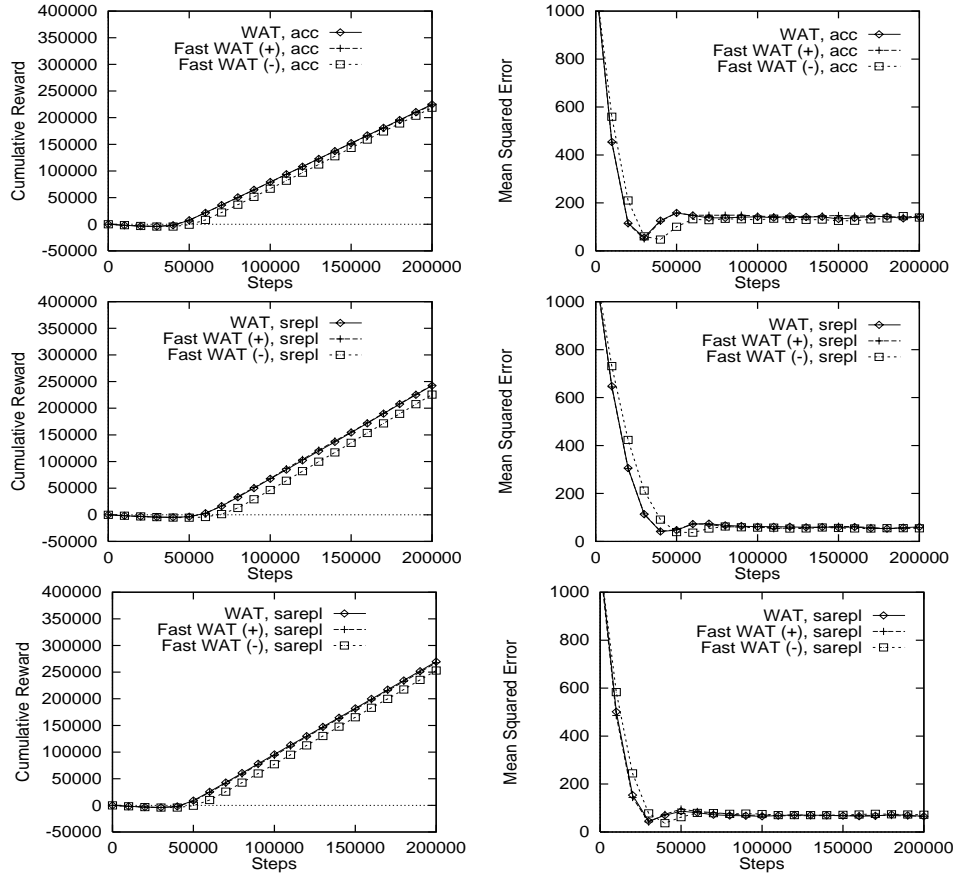 400000
350000
300000
250000
200000
150000
100000
50000
0
-50000
Cumulative Reward
WAT, acc
Fast WAT (+), acc
Fast WAT (-), acc
0 50000 100000 150000 200000
Steps
1000
800
600
400
200
0
Mean Squared Error
WAT, acc
Fast WAT (+), acc
Fast WAT (-), acc
0 50000 100000 150000 200000
Steps
400000
350000
300000
250000
200000
150000
100000
50000
0
-50000
Cumulative Reward
WAT, srepl
Fast WAT (+), srepl
Fast WAT (-), srepl
0 50000 100000 150000 200000
Steps
1000
800
600
400
200
0
Mean Squared Error
WAT, srepl
Fast WAT (+), srepl
Fast WAT (-), srepl
0 50000 100000 150000 200000
Steps
400000
350000
300000
250000
200000
150000
100000
50000
0
-50000
Cumulative Reward
WAT, sarepl
Fast WAT (+), sarepl
Fast WAT (-), sarepl
0 50000 100000 150000 200000
Steps
1000
800
600
400
200
0
Mean Squared Error
WAT, sarepl
Fast WAT (+), sarepl
Fast WAT (-), sarepl
0 50000 100000 150000 200000
Steps